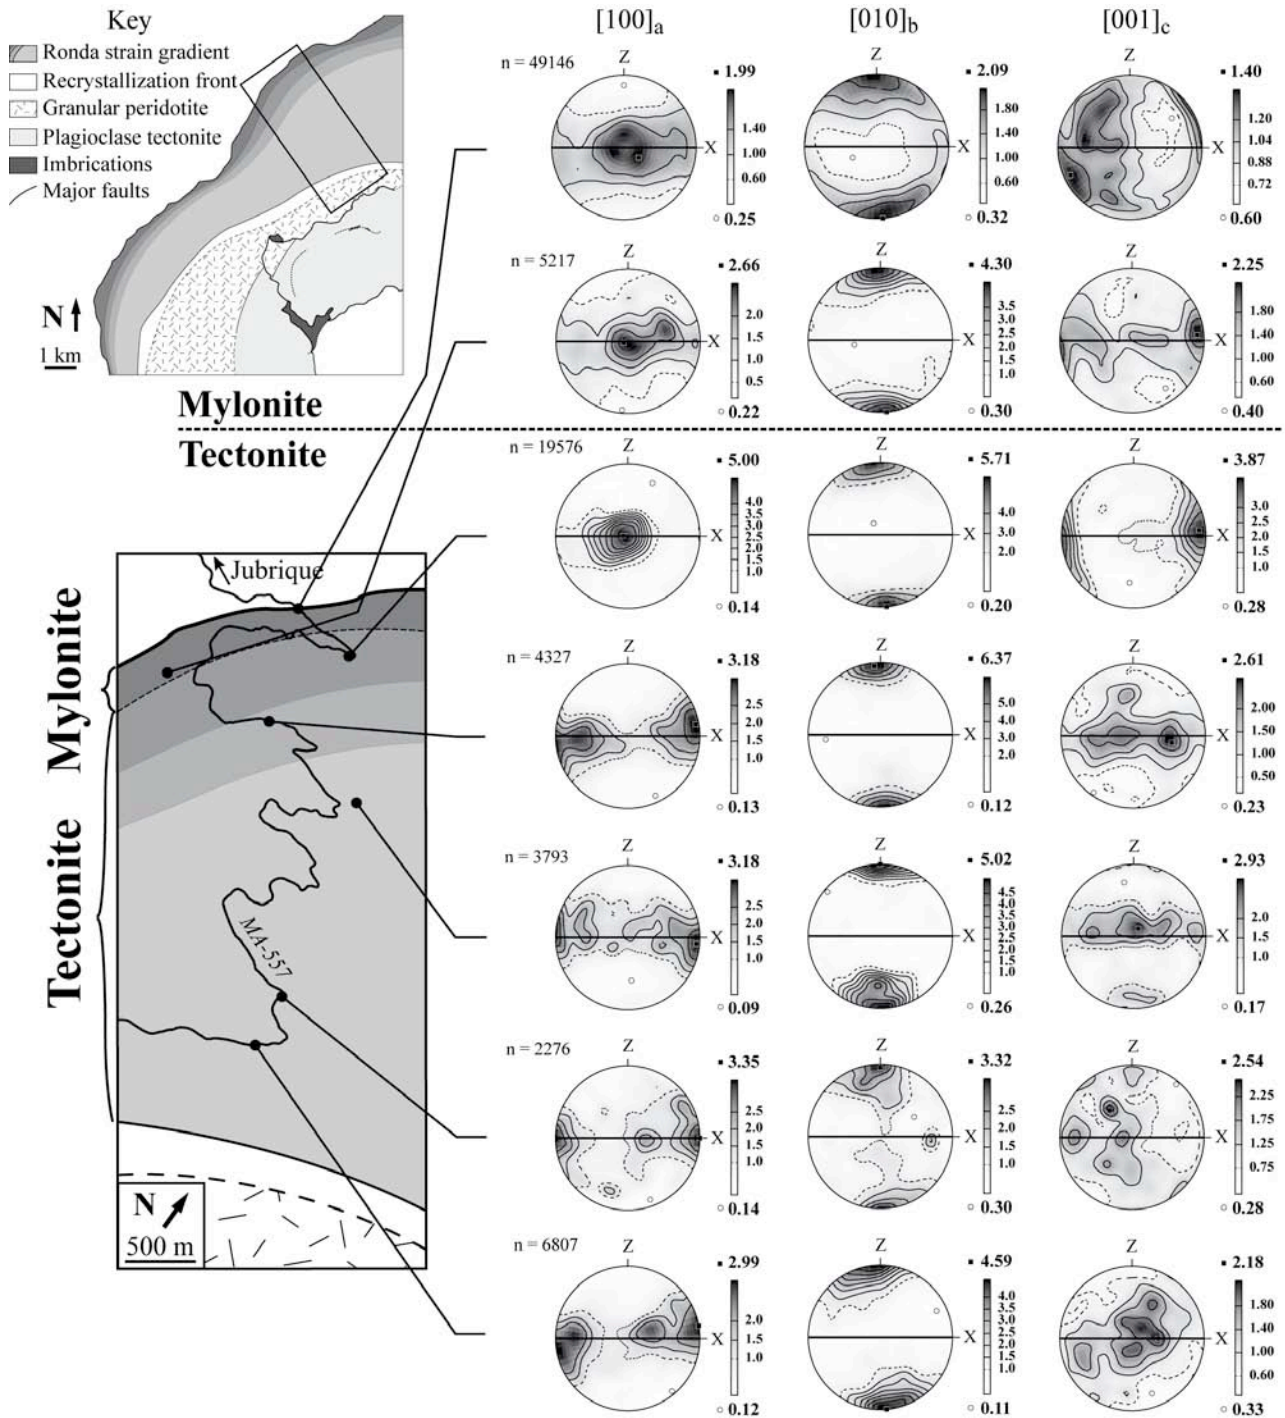 Key
Ronda strain gradient
Recrystallization front
Granular peridotite
Plagioclase tectonite
Imbrications
Major faults
N
1 km
Mylonite
Tectonite
Jubrique
MA-557
Mylonite
Tectonite
N
500 m
[100]a [010]b [001]c
n = 49146
Z
X
1.99
1.40
1.00
0.60
0.25
Z
X
2.09
1.80
1.40
1.00
0.60
0.32
Z
X
1.40
1.20
1.04
0.88
0.72
0.60
n = 5217
Z
X
2.66
2.0
1.5
1.0
0.5
0.22
Z
X
4.30
3.5
3.0
2.5
2.0
1.5
1.0
0.30
Z
X
2.25
1.80
1.40
1.00
0.60
0.40
n = 19576
Z
X
5.00
4.0
3.5
3.0
2.5
2.0
1.5
1.0
0.14
Z
X
5.71
4.0
3.0
2.0
0.20
Z
X
3.87
3.0
2.5
2.0
1.5
1.0
0.28
n = 4327
Z
X
3.18
2.5
2.0
1.5
1.0
0.13
Z
X
6.37
5.0
4.0
3.0
2.0
0.12
Z
X
2.61
2.00
1.50
1.00
0.50
0.23
n = 3793
Z
X
3.18
2.5
2.0
1.5
1.0
0.09
Z
X
5.02
4.5
4.0
3.5
3.0
2.5
2.0
1.5
1.0
0.26
Z
X
2.93
2.0
1.5
1.0
0.17
n = 2276
Z
X
3.35
2.5
2.0
1.5
1.0
0.14
Z
X
3.32
2.5
2.0
1.5
1.0
0.30
Z
X
2.54
2.25
1.75
1.25
0.75
0.28
n = 6807
Z
X
2.99
2.0
1.5
1.0
0.12
Z
X
4.59
4.0
3.5
3.0
2.5
2.0
1.5
1.0
0.11
Z
X
2.18
1.80
1.40
1.00
0.60
0.33